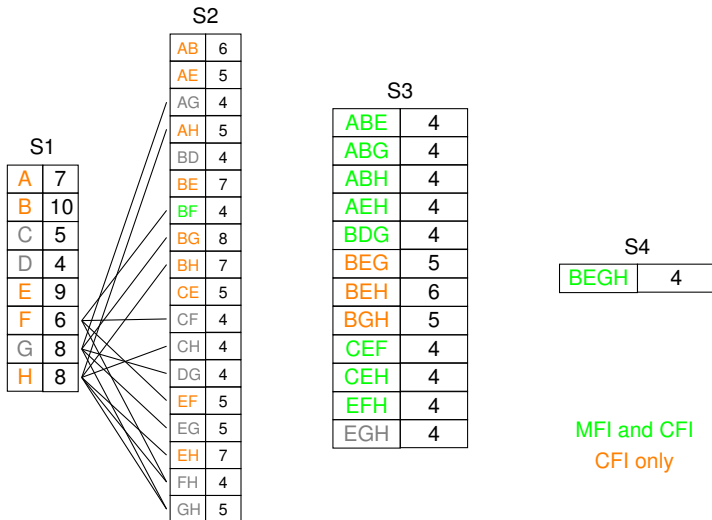 S1
A 7
B 10
C 5
D 4
E 9
F 6
G 8
H 8
S2
AB 6
AE 5
AG 4
AH 5
BD 4
BE 7
BF 4
BG 8
BH 7
CE 5
CF 4
CH 4
DG 4
EF 5
EG 5
EH 7
FH 4
GH 5
S3
ABE 4
ABG 4
ABH 4
AEH 4
BDG 4
BEG 5
BEH 6
BGH 5
CEF 4
CEH 4
EFH 4
EGH 4
S4
BEGH 4
MFI and CFI
CFI only